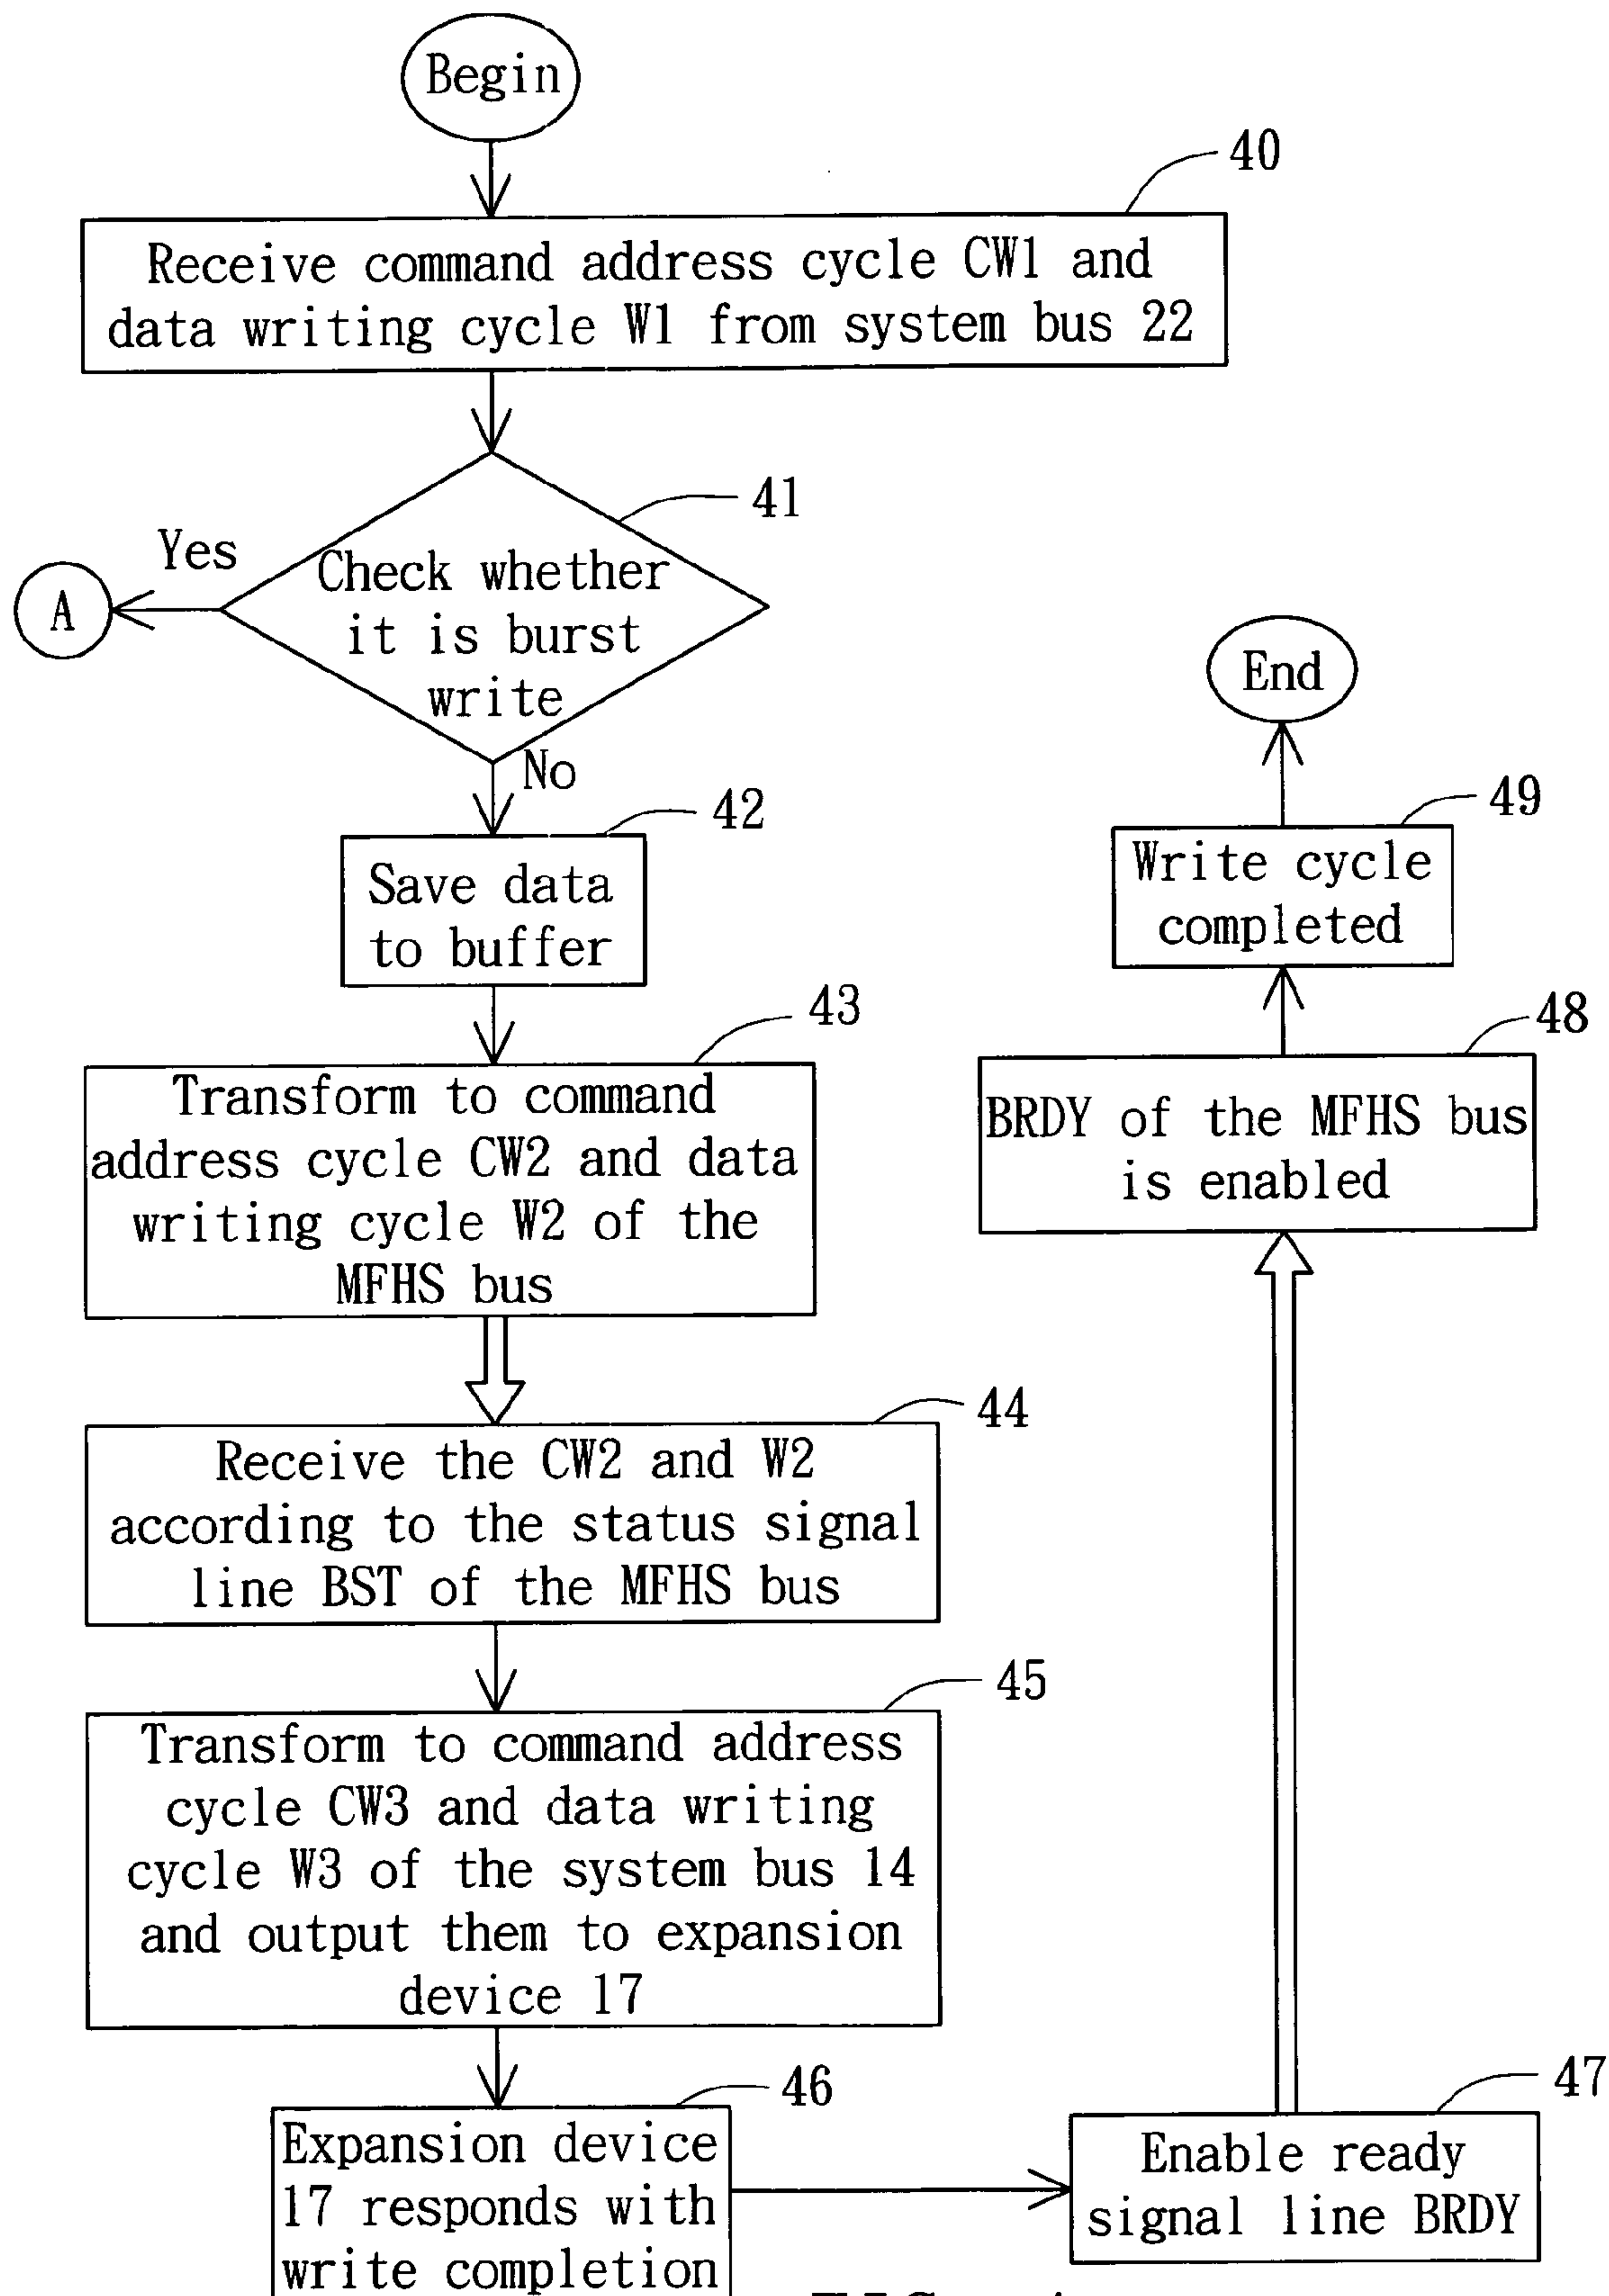 Begin
40
Receive command address cycle CW1 and
data writing cycle W1 from system bus 22
41
Yes
A
Check whether
it is burst
write
No
42
Save data
to buffer
43
Transform to command
address cycle CW2 and data
writing cycle W2 of the
MFHS bus
44
Receive the CW2 and W2
according to the status signal
line BST of the MFHS bus
45
Transform to command address
cycle CW3 and data writing
cycle W3 of the system bus 14
and output them to expansion
device 17
46
Expansion device
17 responds with
write completion
47
Enable ready
signal line BRDY
48
BRDY of the MFHS bus
is enabled
49
Write cycle
completed
End